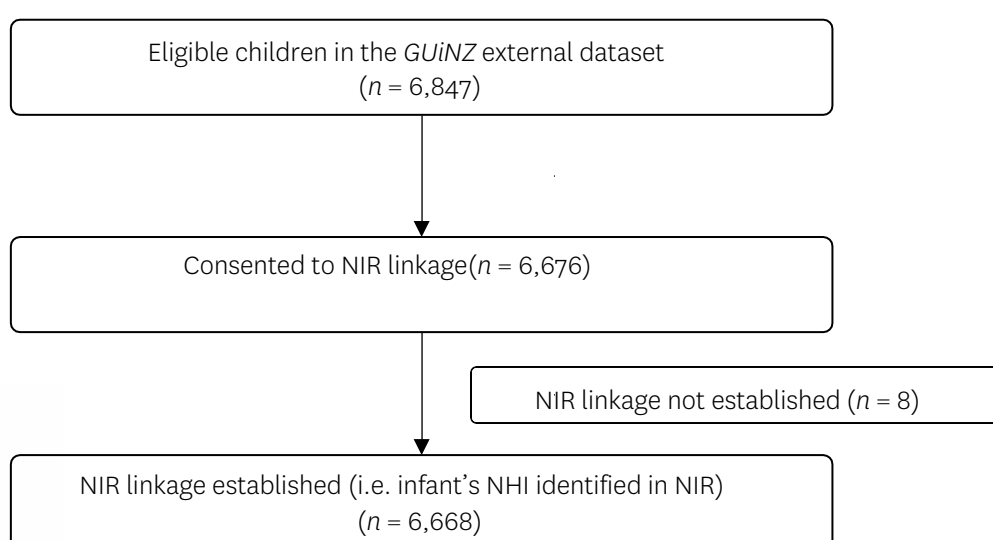 Eligible children in the GUiNZ external dataset
(n = 6,847)
Consented to NIR linkage(n = 6,676)
NIR linkage not established (n = 8)
NIR linkage established (i.e. infant's NHI identified in NIR)
(n = 6,668)